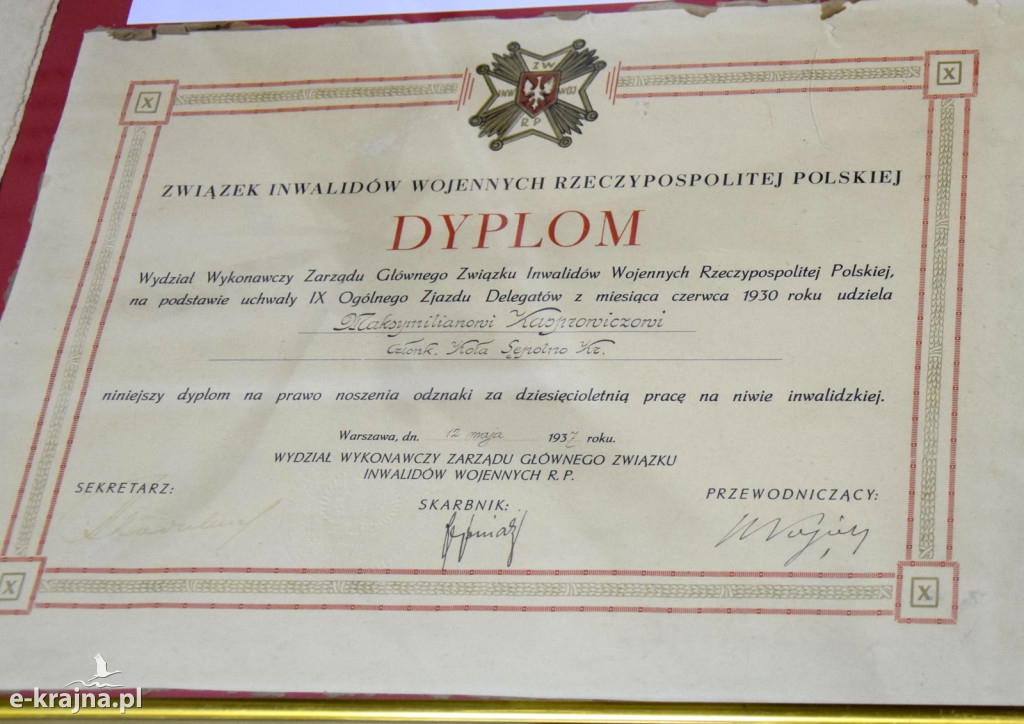 X
ZW
INW
WOJ
R P
X
ZWIĄZEK INWALIDÓW WOJENNYCH RZECZYPOSPOLITEJ POLSKIEJ
DYPLOM
Wydział Wykonawczy Zarządu Głównego Związku Inwalidów Wojennych Rzeczypospolitej Polskiej,
na podstawie uchwały IX Ogólnego Zjazdu Delegatów z miesiąca czerwca 1930 roku udziela
Maksymilianowi Kasprowiczowi
Członk. Koła Sępolno Kr.
niniejszy dyplom na prawo noszenia odznaki za dziesięcioletnią pracę na niwie inwalidzkiej.
Warszawa, dn. 12 maja 1937 roku.
WYDZIAŁ WYKONAWCZY ZARZĄDU GŁÓWNEGO ZWIĄZKU
INWALIDÓW WOJENNYCH R. P.
SEKRETARZ:
SKARBNIK:
PRZEWODNICZĄCY:
X
X
e-krajna.pl